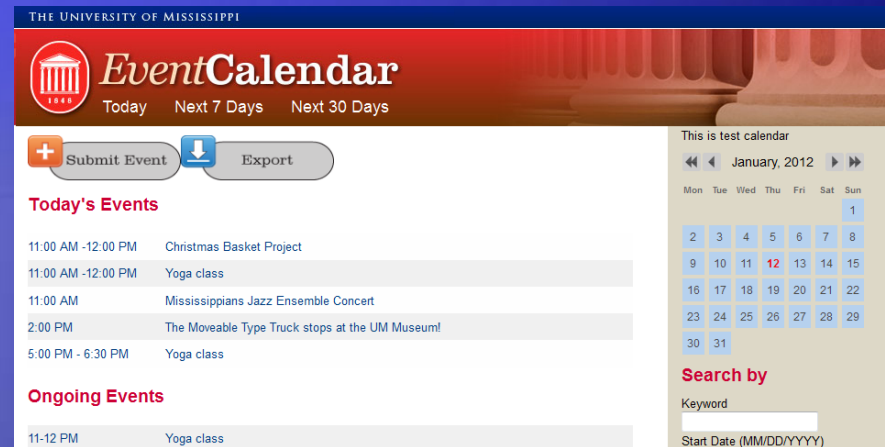 THE UNIVERSITY OF MISSISSIPPI
EventCalendar
1848
Today Next 7 Days Next 30 Days
Submit Event Export
Today's Events
11:00 AM -12:00 PM Christmas Basket Project
11:00 AM -12:00 PM Yoga class
11:00 AM Mississippians Jazz Ensemble Concert
2:00 PM The Moveable Type Truck stops at the UM Museum!
5:00 PM - 6:30 PM Yoga class
Ongoing Events
11-12 PM Yoga class
This is test calendar
January, 2012
Mon Tue Wed Thu Fri Sat Sun
1
2 3 4 5 6 7 8
9 10 11 12 13 14 15
16 17 18 19 20 21 22
23 24 25 26 27 28 29
30 31
Search by
Keyword
Start Date (MM/DD/YYYY)